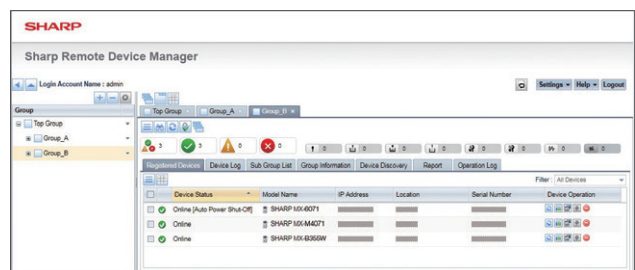 SHARP
Sharp Remote Device Manager
Login Account Name : admin
Settings Help Logout
Group
Top Group
Group_A
Group_B
Top Group Group_A Group_B ×
3 3 0 0 0 0 0 0 0 0 0 0
Registered Devices Device Log Sub Group List Group Information Device Discovery Report Operation Log
Filter : All Devices
Device Status Model Name IP Address Location Serial Number Device Operation
Online [Auto Power Shut-Off] SHARP MX-6071
Online SHARP MX-M4071
Online SHARP MX-B355W